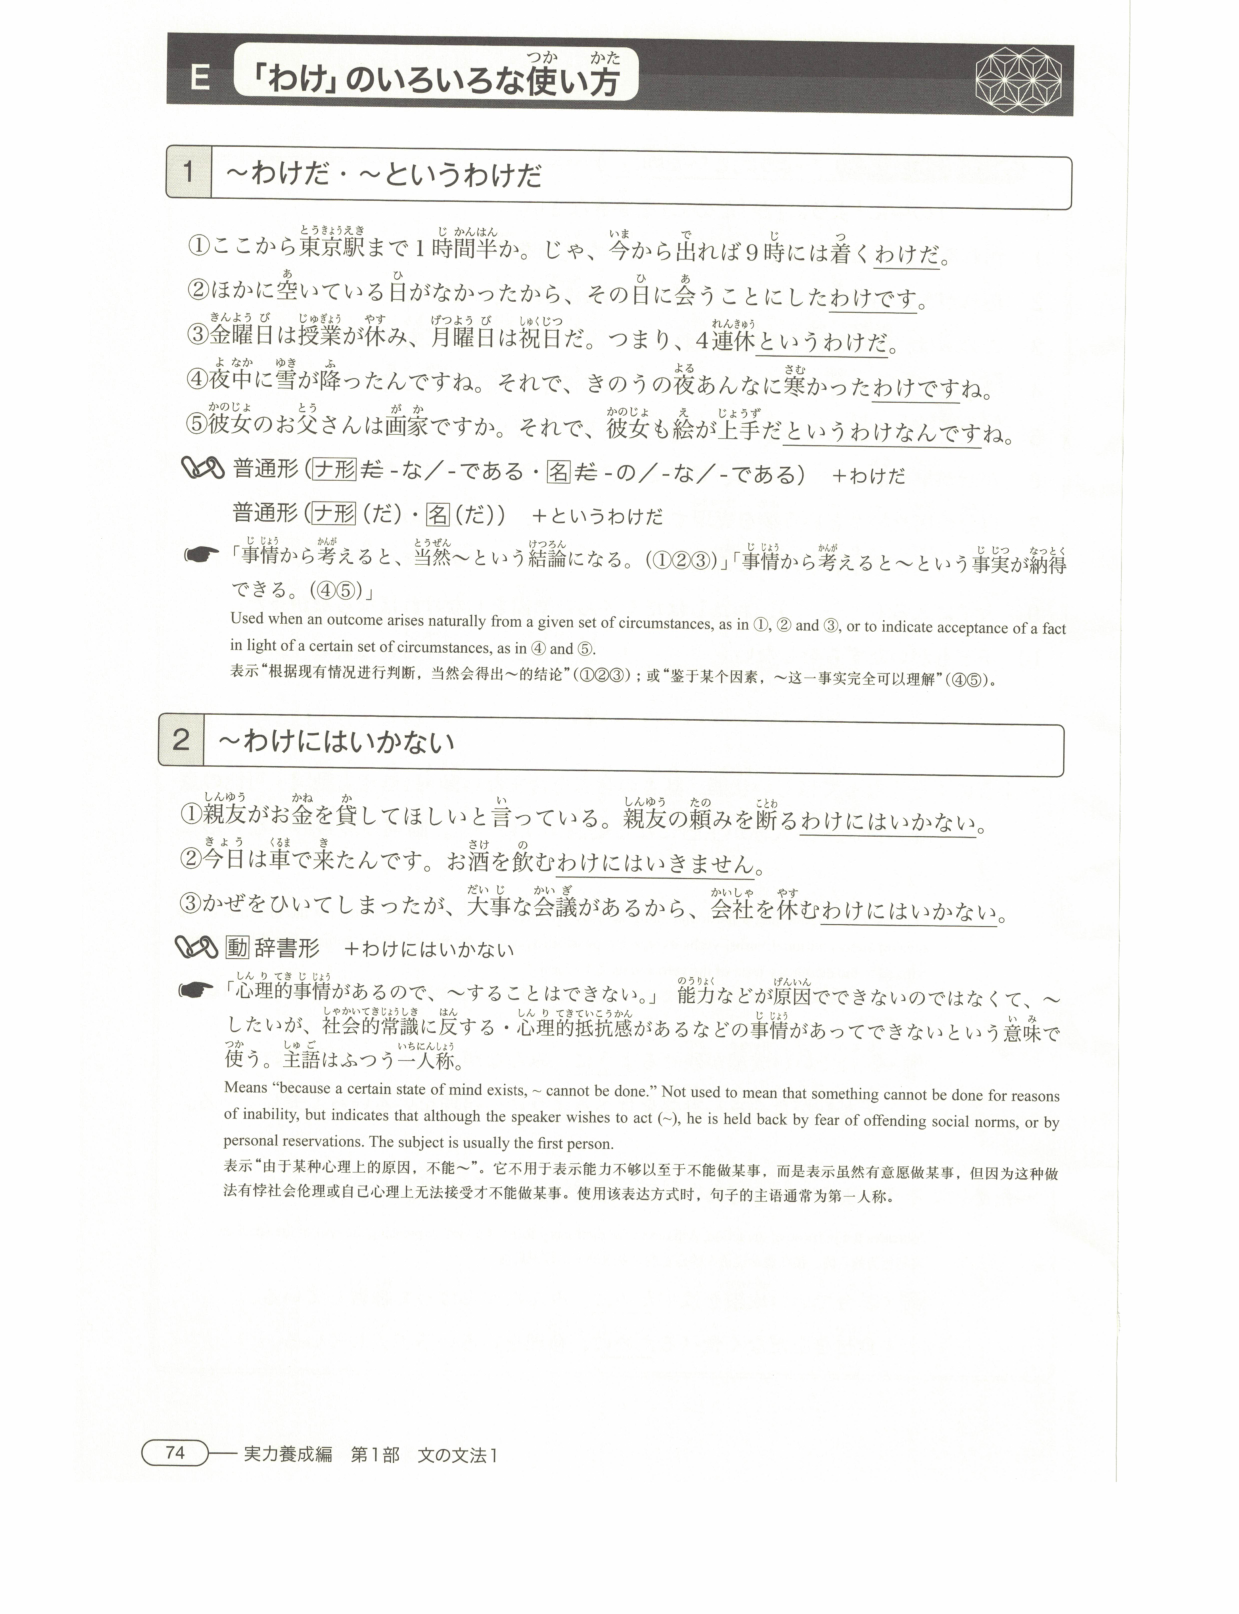 E 「わけ」のいろいろな使い方
1 ～わけだ・～というわけだ
①ここから東京駅まで1時間半か。じゃ、今から出れば9時には着くわけだ。
②ほかに空いている日がなかったから、その日に会うことにしたわけです。
③金曜日は授業が休み、月曜日は祝日だ。つまり、4連休というわけだ。
④夜中に雪が降ったんですね。それで、きのうの夜あんなに寒かったわけですね。
⑤彼女のお父さんは画家ですか。それで、彼女も絵が上手だというわけなんですね。
普通形（ナ形だ -な／-である・名だ -の／-な／-である） ＋わけだ
普通形（ナ形（だ）・名（だ）） ＋というわけだ
「事情から考えると、当然～という結論になる。（①②③）」「事情から考えると～という事実が納得
できる。（④⑤）」
Used when an outcome arises naturally from a given set of circumstances, as in ①, ② and ③, or to indicate acceptance of a fact
in light of a certain set of circumstances, as in ④ and ⑤.
表示“根据现有情况进行判断，当然会得出～的结论”（①②③）；或“鉴于某个因素，～这一事实完全可以理解”（④⑤）。
2 ～わけにはいかない
①親友がお金を貸してほしいと言っている。親友の頼みを断るわけにはいかない。
②今日は車で来たんです。お酒を飲むわけにはいきません。
③かぜをひいてしまったが、大事な会議があるから、会社を休むわけにはいかない。
動辞書形 ＋わけにはいかない
「心理的事情があるので、～することはできない。」 能力などが原因でできないのではなくて、～
したいが、社会的常識に反する・心理的抵抗感があるなどの事情があってできないという意味で
使う。主語はふつう一人称。
Means “because a certain state of mind exists, ~ cannot be done.” Not used to mean that something cannot be done for reasons
of inability, but indicates that although the speaker wishes to act (~), he is held back by fear of offending social norms, or by
personal reservations. The subject is usually the first person.
表示“由于某种心理上的原因，不能～”。它不用于表示能力不够以至于不能做某事，而是表示虽然有意愿做某事，但因为这种做
法有悖社会伦理或自己心理上无法接受才不能做某事。使用该表达方式时，句子的主语通常为第一人称。
74 実力養成編 第1部 文の文法1